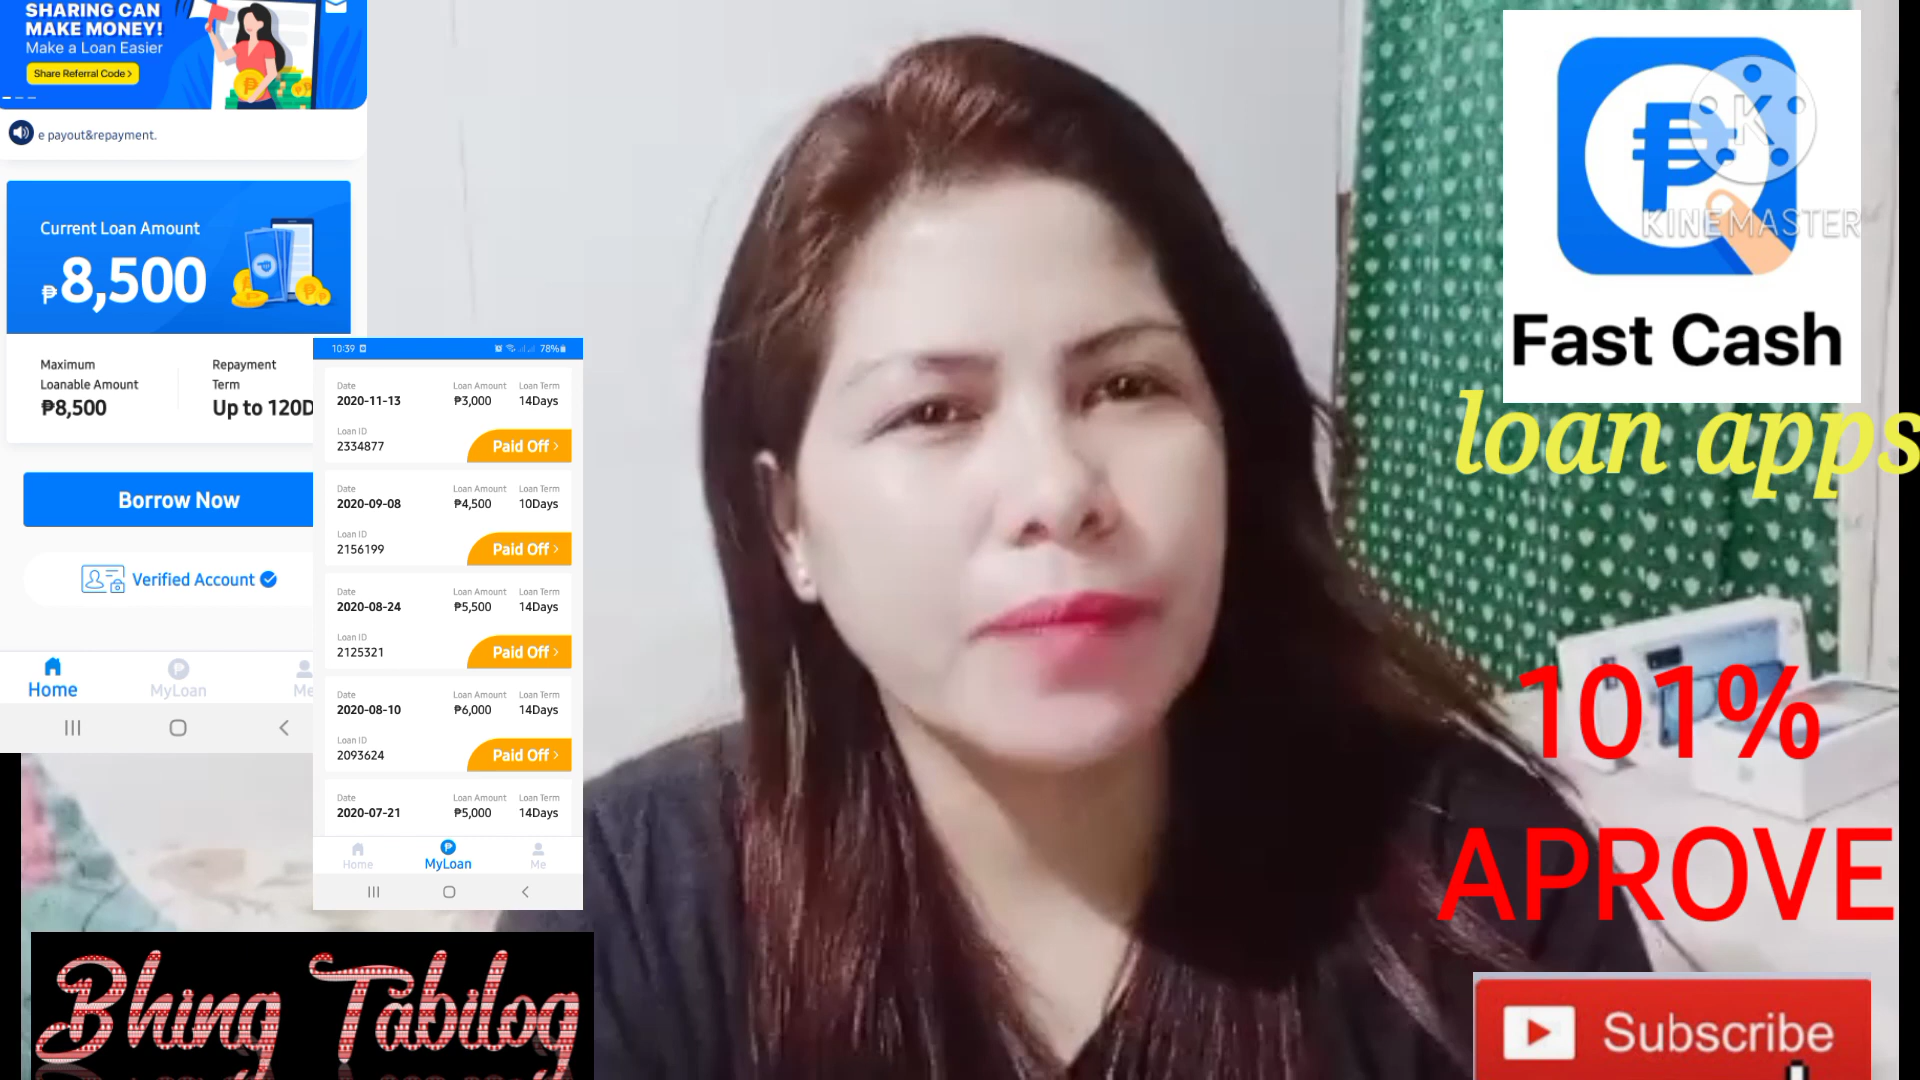 SHARING CAN
MAKE MONEY!
Make a Loan Easier
Share Referral Code >
e payout&repayment.
Current Loan Amount
₱8,500
Maximum
Loanable Amount
₱8,500
Repayment
Term
Up to 120D
Borrow Now
Verified Account
Home
MyLoan
Me
10:39
78%
Date
Loan Amount
Loan Term
2020-11-13
₱3,000
14Days
Loan ID
2334877
Paid Off >
Date
Loan Amount
Loan Term
2020-09-08
₱4,500
10Days
Loan ID
2156199
Paid Off >
Date
Loan Amount
Loan Term
2020-08-24
₱5,500
14Days
Loan ID
2125321
Paid Off >
Date
Loan Amount
Loan Term
2020-08-10
₱6,000
14Days
Loan ID
2093624
Paid Off >
Date
Loan Amount
Loan Term
2020-07-21
₱5,000
14Days
Home
MyLoan
Me
Bhing Tabilog
K
KINEMASTER
Fast Cash
loan apps
101%
APROVE
Subscribe